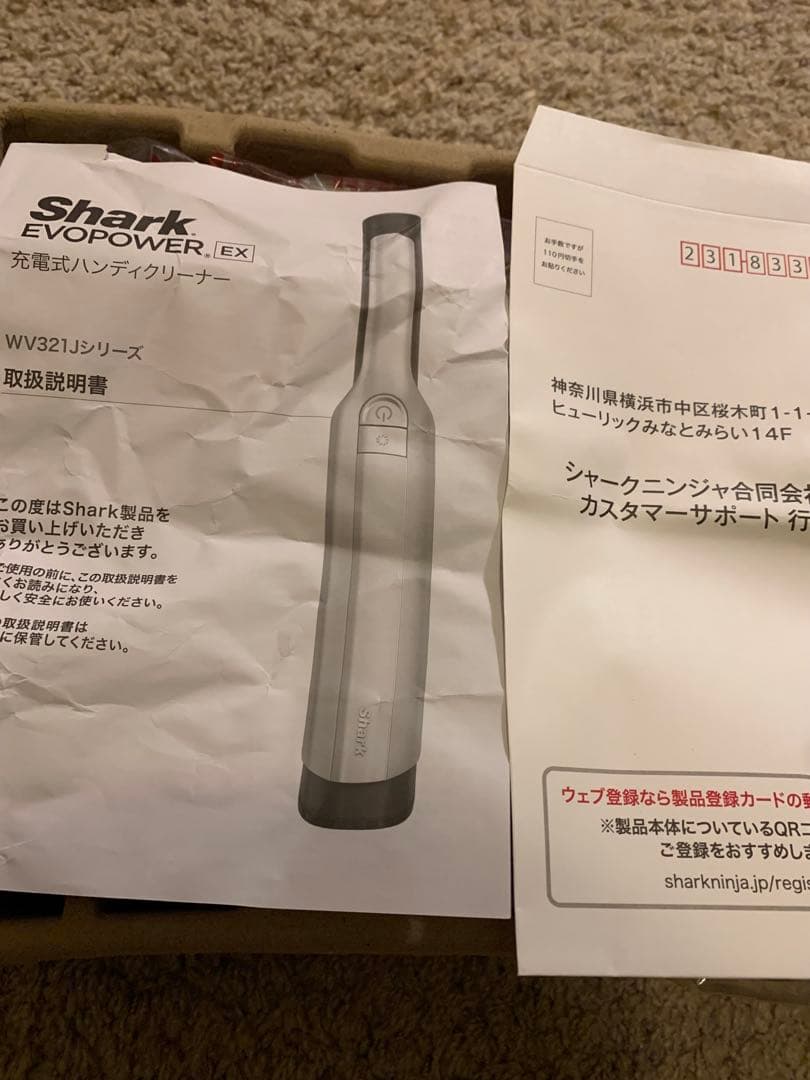 Shark
EVOPOWER EX
充電式ハンディクリーナー
WV321Jシリーズ
取扱説明書
この度はShark製品を
お買い上げいただき
ありがとうございます。
ご使用の前に、この取扱説明書を
くお読みになり、
しく安全にお使いください。
取扱説明書は
に保管してください。
Shark
お手数ですが
110円切手を
お貼りください
231-833
神奈川県横浜市中区桜木町1-1-
ヒューリックみなとみらい14F
シャークニンジャ合同会社
カスタマーサポート 行
ウェブ登録なら製品登録カードの郵
※製品本体についているQRコ
ご登録をおすすめしま
sharkninja.jp/regis